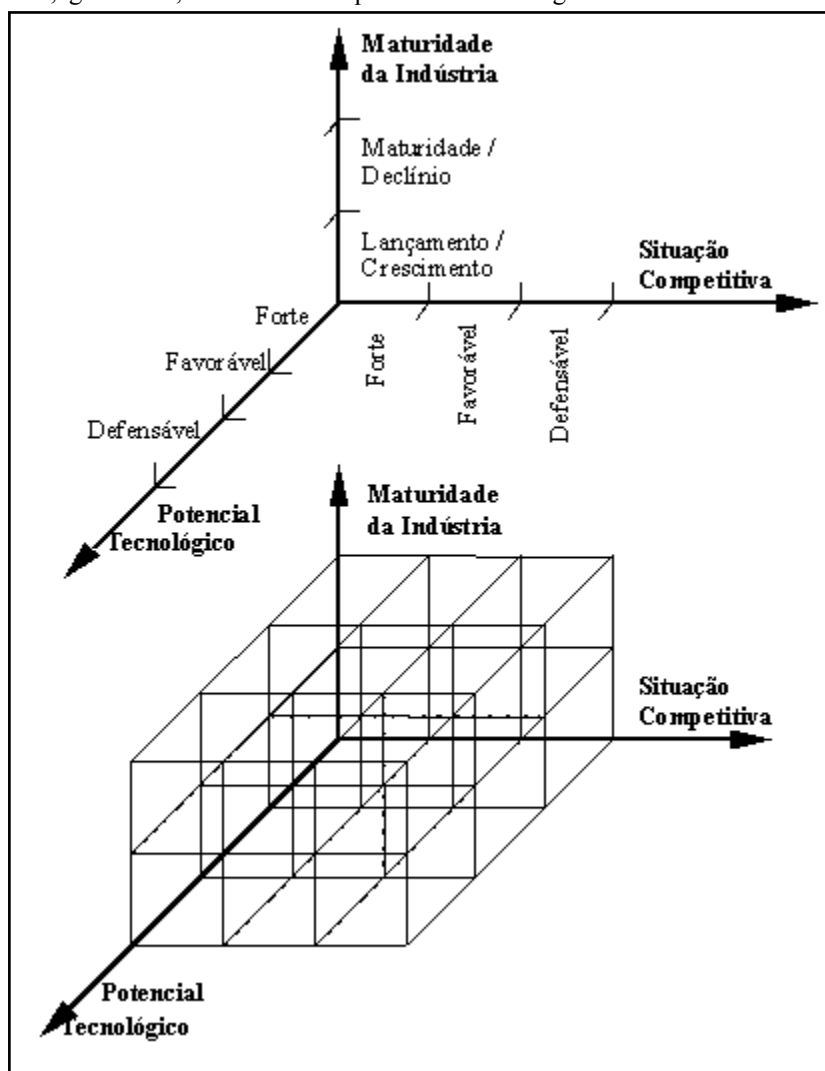 Maturidade
da Indústria
Maturidade /
Declínio
Lançamento /
Crescimento
Situação
Competitiva
Forte
Favorável
Defensável
Forte
Favorável
Defensável
Potencial
Tecnológico
Maturidade
da Indústria
Situação
Competitiva
Potencial
Tecnológico